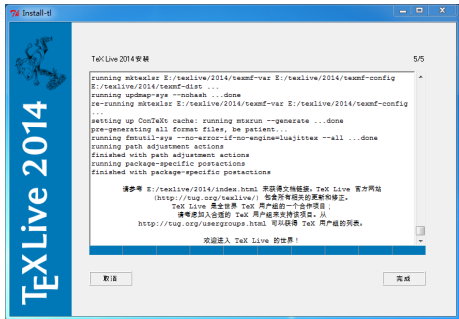 Install-tl
TeX Live 2014
TeX Live 2014 安装
5/5
running mktexlsr E:/texlive/2014/texmf-var E:/texlive/2014/texmf-config
E:/texlive/2014/texmf-dist ...
running updmap-sys --nohash ...done
re-running mktexlsr E:/texlive/2014/texmf-var E:/texlive/2014/texmf-config
...
setting up ConTeXt cache: running mtxrun --generate ...done
pre-generating all format files, be patient...
running fmtutil-sys --no-error-if-no-engine=luajittex --all ...done
running path adjustment actions
finished with path adjustment actions
running package-specific postactions
finished with package-specific postactions
请参考 E:/texlive/2014/index.html 来获得文档链接。TeX Live 官方网站
(http://tug.org/texlive/) 包含所有相关的更新和修正。
TeX Live 是全世界 TeX 用户组的一个合作项目；
请考虑加入合适的 TeX 用户组来支持该项目。从
http://tug.org/usergroups.html 可以获得 TeX 用户组的列表。
欢迎进入 TeX Live 的世界！
取消
完成